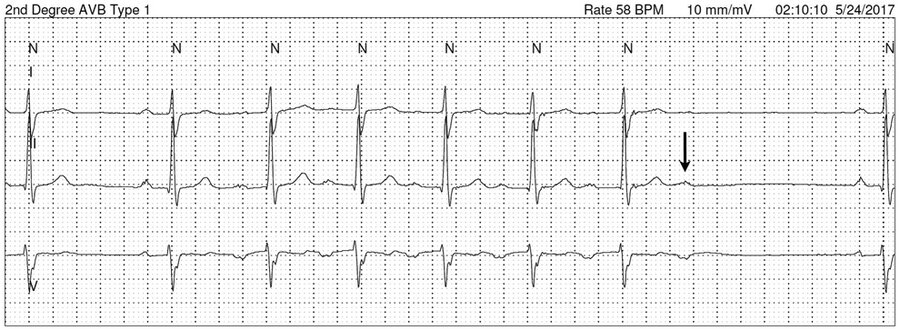 2nd Degree AVB Type 1 Rate 58 BPM 10 mm/mV 02:10:10 5/24/2017
N N N N N N N N
I
II
V